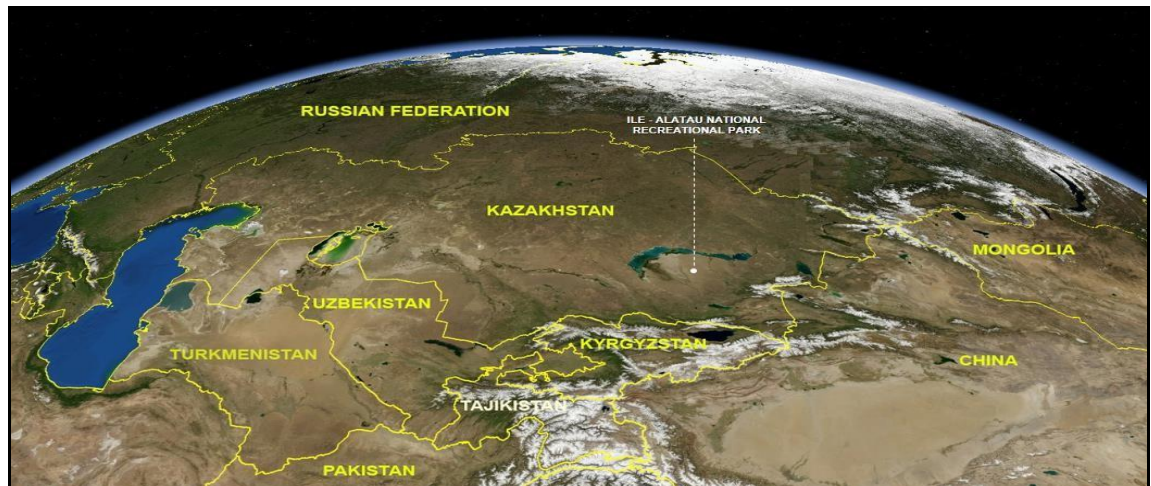 RUSSIAN FEDERATION
ILE - ALATAU NATIONAL
RECREATIONAL PARK
KAZAKHSTAN
MONGOLIA
UZBEKISTAN
KYRGYZSTAN
TURKMENISTAN
CHINA
TAJIKISTAN
PAKISTAN